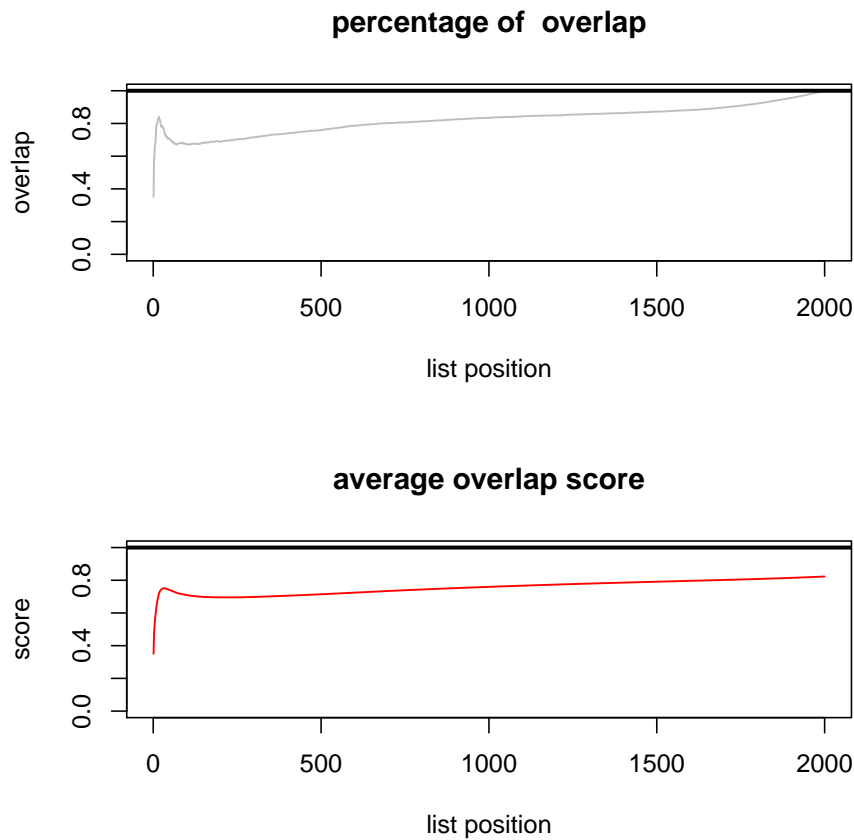 percentage of  overlap
overlap
0.0
0.4
0.8
0
500
1000
1500
2000
list position
average overlap score
score
0.0
0.4
0.8
0
500
1000
1500
2000
list position